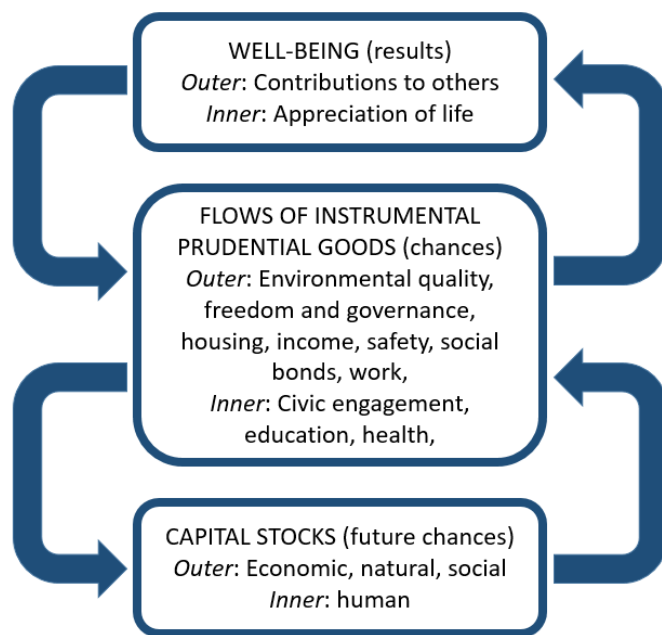 WELL-BEING (results)
Outer: Contributions to others
Inner: Appreciation of life
FLOWS OF INSTRUMENTAL
PRUDENTIAL GOODS (chances)
Outer: Environmental quality,
freedom and governance,
housing, income, safety, social
bonds, work,
Inner: Civic engagement,
education, health,
CAPITAL STOCKS (future chances)
Outer: Economic, natural, social
Inner: human